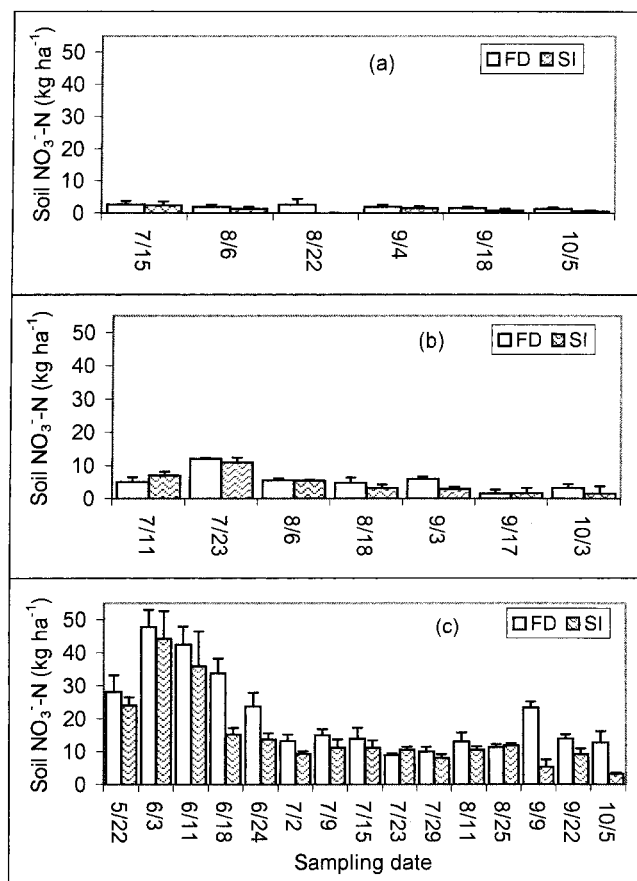 (a)
FD SI
Soil NO₃⁻-N (kg ha⁻¹)
50
40
30
20
10
0
7/15 8/6 8/22 9/4 9/18 10/5
(b)
FD SI
Soil NO₃⁻-N (kg ha⁻¹)
50
40
30
20
10
0
7/11 7/23 8/6 8/18 9/3 9/17 10/3
(c)
FD SI
Soil NO₃⁻-N (kg ha⁻¹)
50
40
30
20
10
0
5/22 6/3 6/11 6/18 6/24 7/2 7/9 7/15 7/23 7/29 8/11 8/25 9/9 9/22 10/5
Sampling date